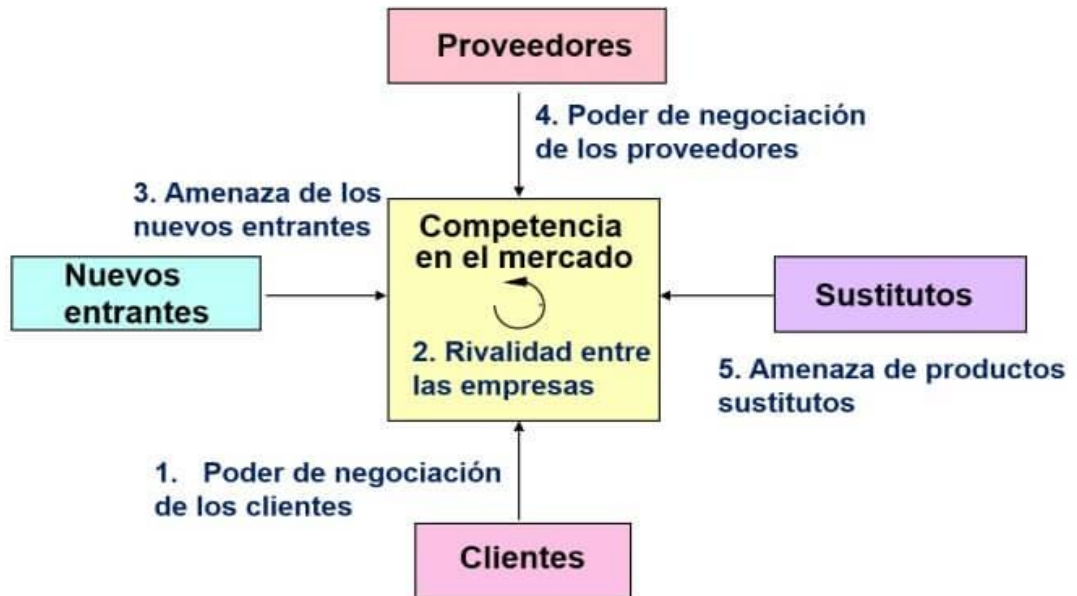 Proveedores
4. Poder de negociación
de los proveedores
3. Amenaza de los
nuevos entrantes
Competencia
en el mercado
Nuevos
entrantes
Sustitutos
2. Rivalidad entre
las empresas
5. Amenaza de productos
sustitutos
1. Poder de negociación
de los clientes
Clientes